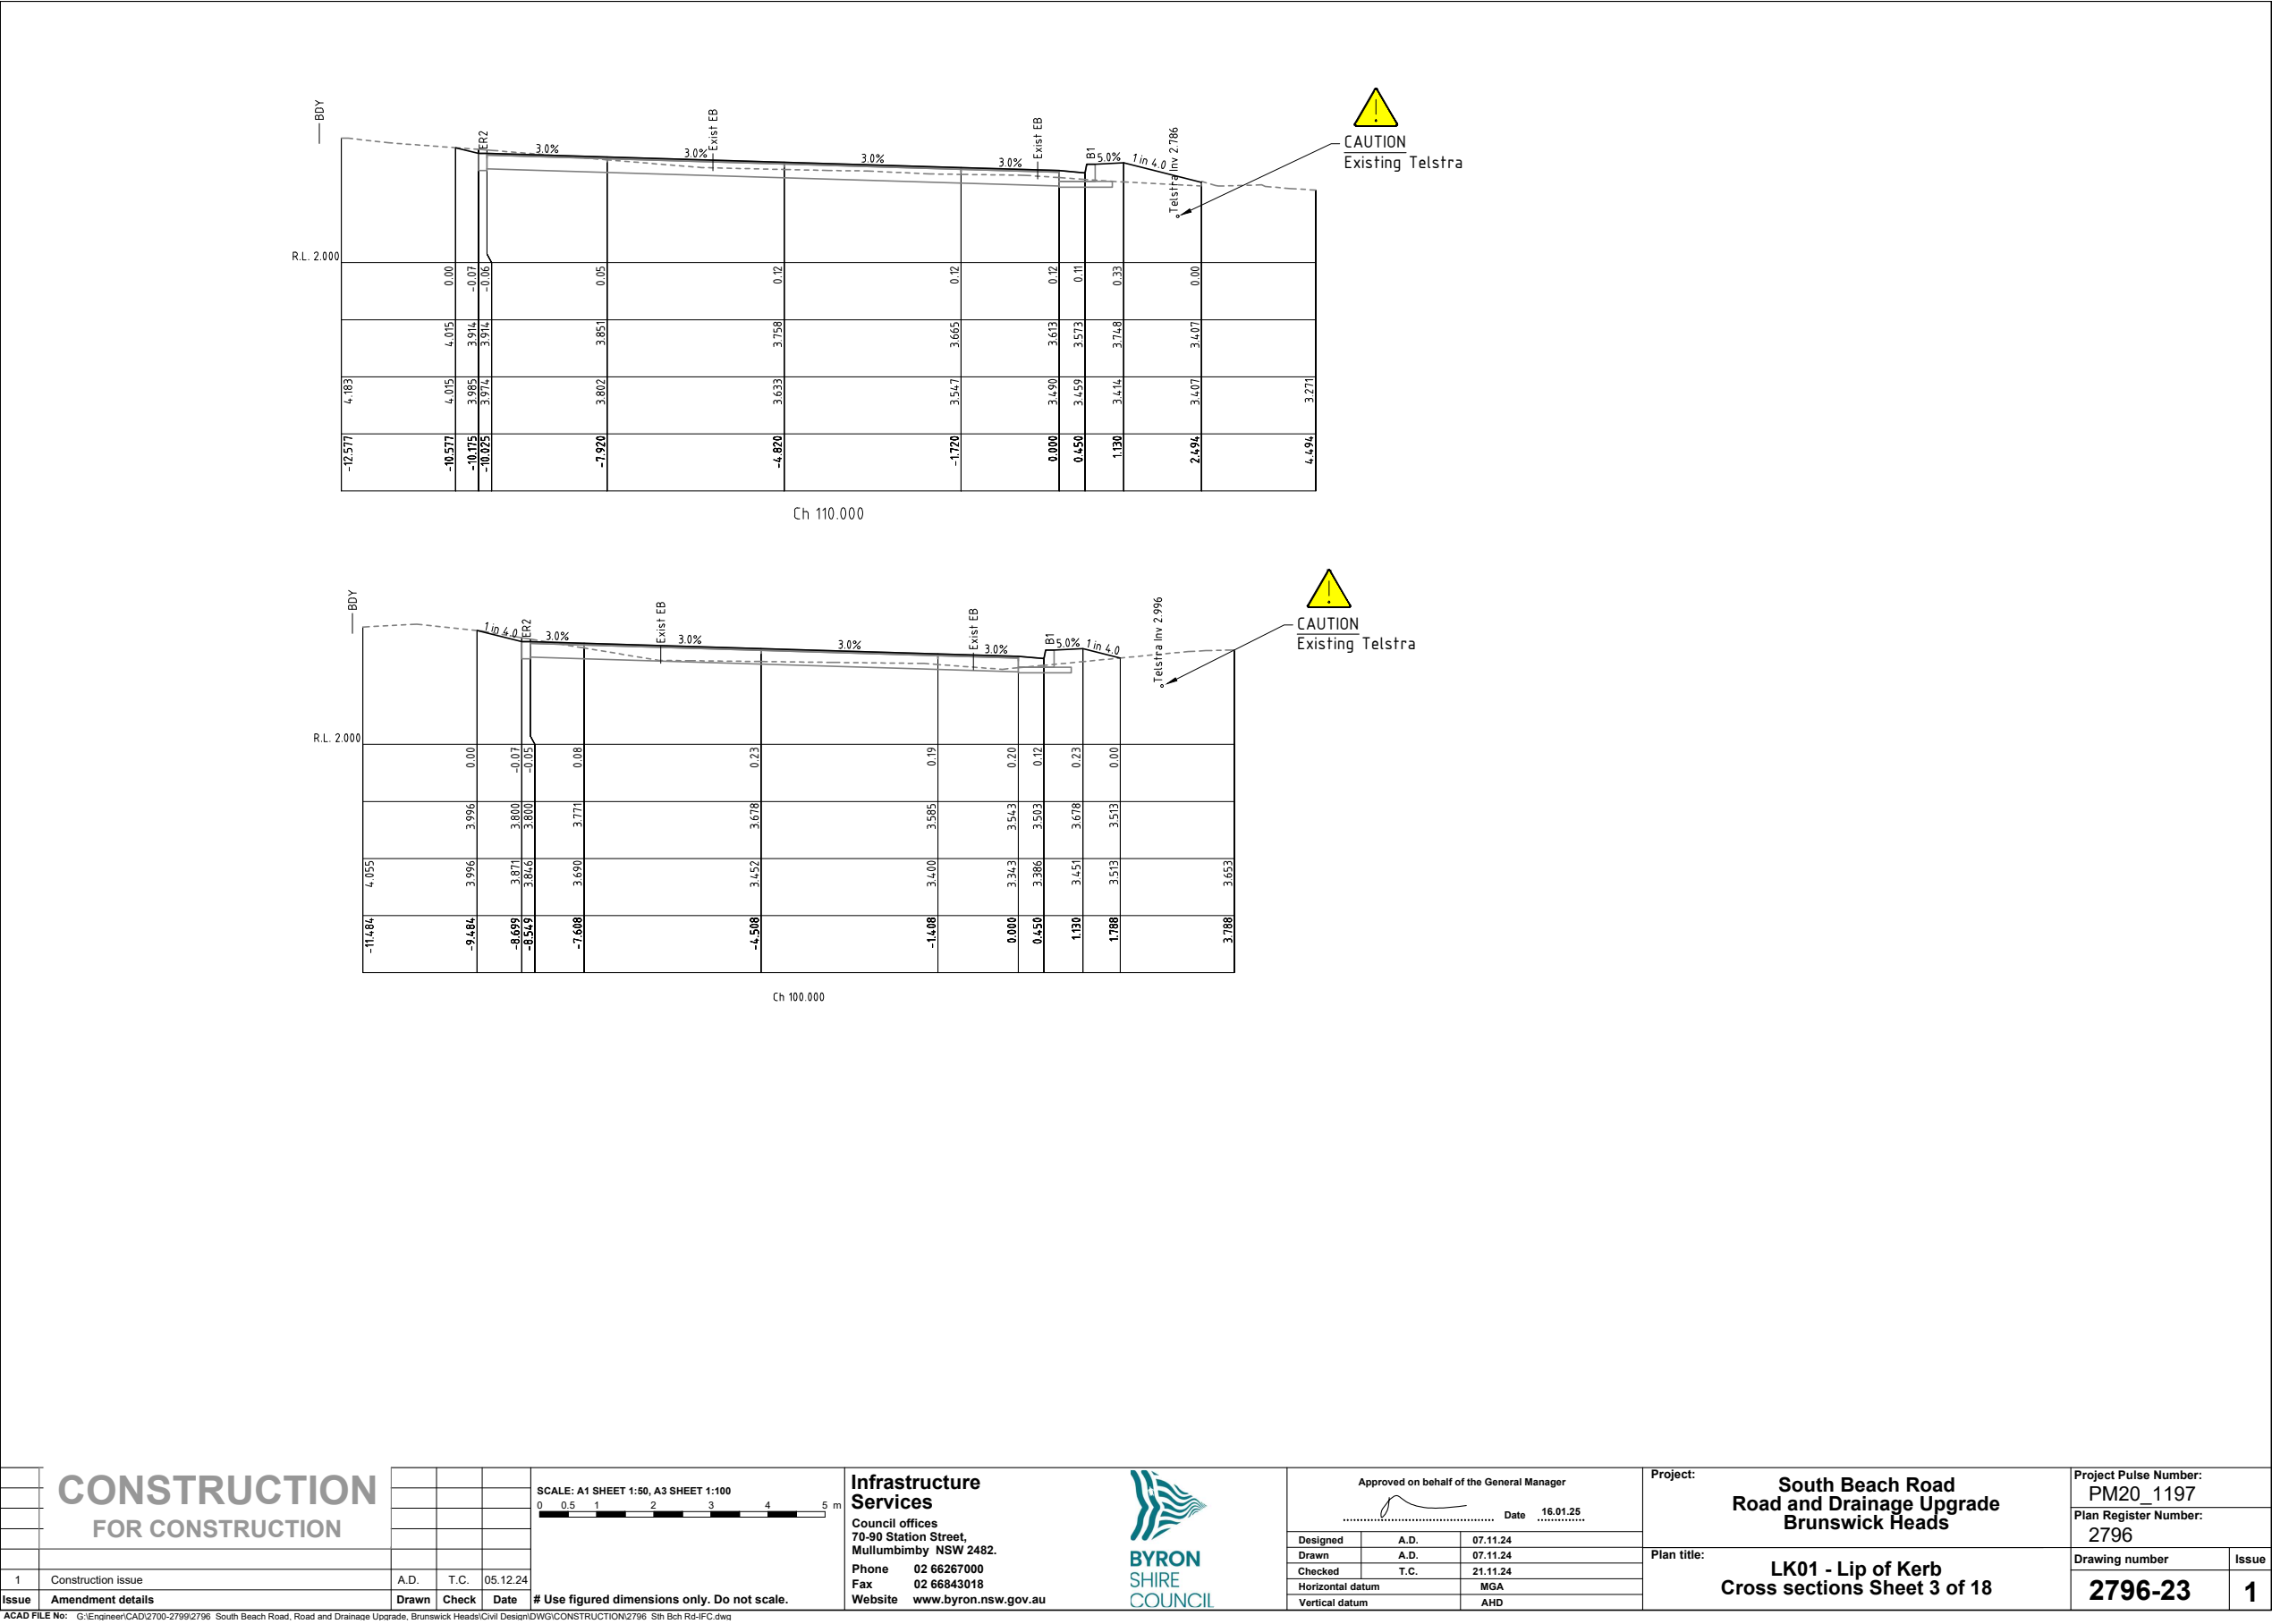 BDY
ER2
3.0%
3.0%
Exist EB
3.0%
3.0%
Exist EB
B1
5.0%
1 in 4.0
Telstra Inv 2.786
CAUTION
Existing Telstra
R.L. 2.000
0.00 -0.07 -0.06 0.05 0.12 0.12 0.12 0.11 0.33 0.00
4.015 3.914 3.914 3.851 3.758 3.665 3.613 3.573 3.748 3.407
4.183 4.015 3.985 3.974 3.802 3.633 3.547 3.490 3.459 3.414 3.407 3.271
-12.577 -10.577 -10.175 -10.025 -7.920 -4.820 -1.720 0.000 0.450 1.130 2.494 4.494
Ch 110.000
BDY
1 in 4.0
ER2
3.0%
Exist EB
3.0%
3.0%
Exist EB
3.0%
B1
5.0%
1 in 4.0
Telstra Inv 2.996
CAUTION
Existing Telstra
R.L. 2.000
0.00 -0.07 -0.05 0.08 0.23 0.19 0.20 0.12 0.23 0.00
3.996 3.800 3.800 3.771 3.678 3.585 3.543 3.503 3.678 3.513
4.055 3.996 3.871 3.846 3.690 3.452 3.400 3.343 3.386 3.451 3.513 3.653
-11.484 -9.484 -8.699 -8.549 -7.608 -4.508 -1.408 0.000 0.450 1.130 1.788 3.788
Ch 100.000
CONSTRUCTION
FOR CONSTRUCTION
1 Construction issue A.D. T.C. 05.12.24
Issue Amendment details Drawn Check Date
SCALE: A1 SHEET 1:50, A3 SHEET 1:100
0 0.5 1 2 3 4 5 m
# Use figured dimensions only. Do not scale.
Infrastructure
Services
Council offices
70-90 Station Street,
Mullumbimby NSW 2482.
Phone 02 66267000
Fax 02 66843018
Website www.byron.nsw.gov.au
BYRON
SHIRE
COUNCIL
Approved on behalf of the General Manager
Date 16.01.25
Designed A.D. 07.11.24
Drawn A.D. 07.11.24
Checked T.C. 21.11.24
Horizontal datum MGA
Vertical datum AHD
Project:
South Beach Road
Road and Drainage Upgrade
Brunswick Heads
Plan title:
LK01 - Lip of Kerb
Cross sections Sheet 3 of 18
Project Pulse Number:
PM20_1197
Plan Register Number:
2796
Drawing number Issue
2796-23 1
ACAD FILE No: G:\Engineer\CAD\2700-2799\2796 South Beach Road, Road and Drainage Upgrade, Brunswick Heads\Civil Design\DWG\CONSTRUCTION\2796 Sth Bch Rd-IFC.dwg